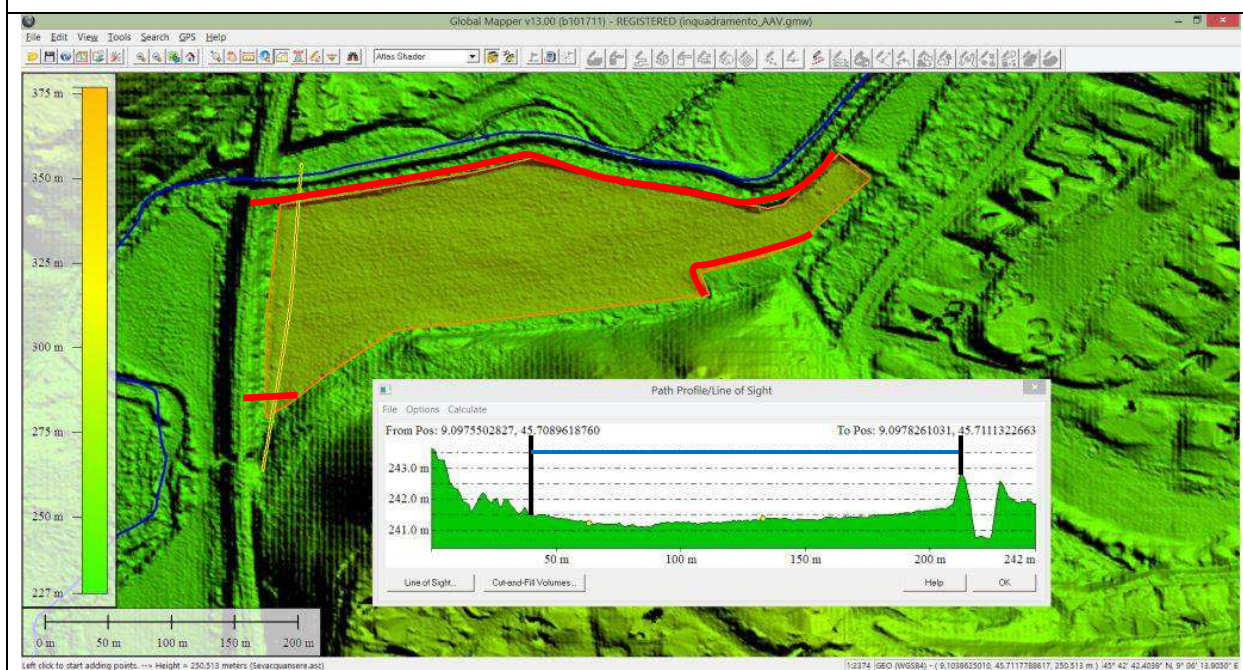 Global Mapper v13.00 (b101711) - REGISTERED (inquadramento_AAV.gmw)
File Edit View Tools Search GPS Help
Atlas Shader
375 m
350 m
325 m
300 m
275 m
250 m
227 m
0 m 50 m 100 m 150 m 200 m
Path Profile/Line of Sight
File Options Calculate
From Pos: 9.0975502827, 45.7089618760 To Pos: 9.0978261031, 45.7111322663
243.0 m
242.0 m
241.0 m
50 m 100 m 150 m 200 m 242 m
Line of Sight... Cut-and-Fill Volumes... Help OK
Left click to start adding points. --> Height = 250.513 meters (Sevacquansere.asc) 1:2374 GEO (WGS84) - ( 9.1038625010, 45.7117788617, 250.513 m ) 45° 42' 42.4039" N, 9° 06' 13.9050" E